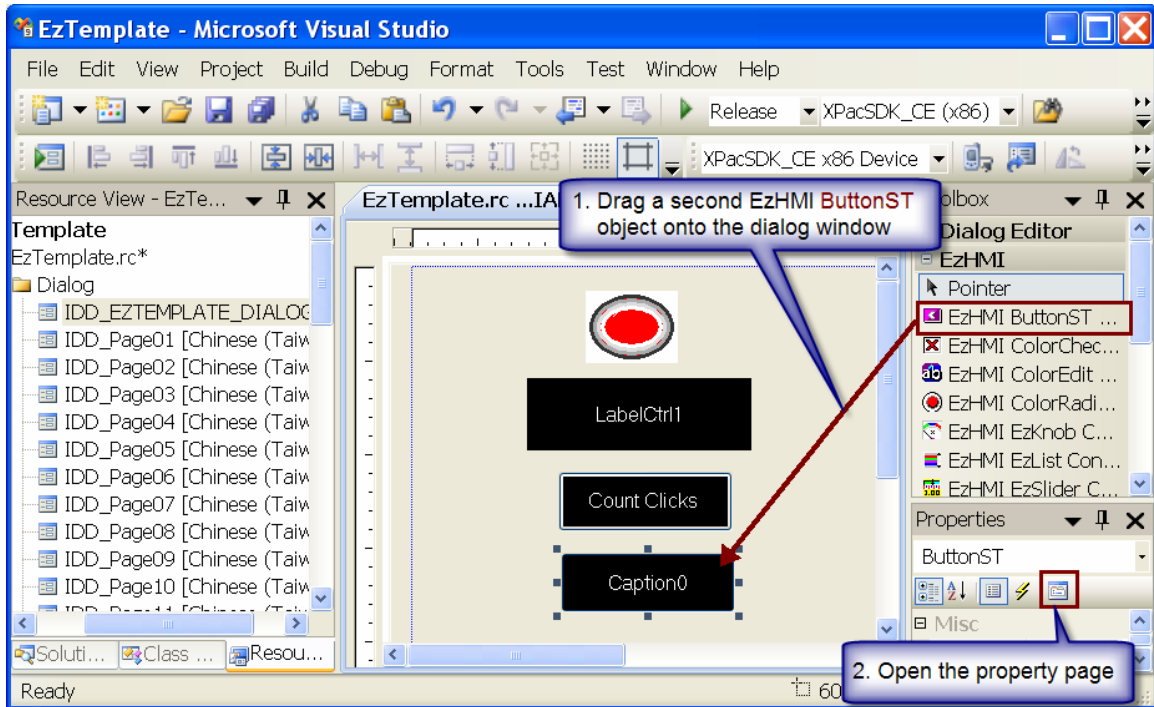 EzTemplate - Microsoft Visual Studio
File Edit View Project Build Debug Format Tools Test Window Help
Release XPacSDK_CE (x86)
XPacSDK_CE x86 Device
Resource View - EzTe...
Template
EzTemplate.rc*
Dialog
IDD_EZTEMPLATE_DIALOG
IDD_Page01 [Chinese (Taiw
IDD_Page02 [Chinese (Taiw
IDD_Page03 [Chinese (Taiw
IDD_Page04 [Chinese (Taiw
IDD_Page05 [Chinese (Taiw
IDD_Page06 [Chinese (Taiw
IDD_Page07 [Chinese (Taiw
IDD_Page08 [Chinese (Taiw
IDD_Page09 [Chinese (Taiw
IDD_Page10 [Chinese (Taiw
Soluti... Class ... Resou...
EzTemplate.rc ...IA
1. Drag a second EzHMI ButtonST
object onto the dialog window
LabelCtrl1
Count Clicks
Caption0
olbox
Dialog Editor
EzHMI
Pointer
EzHMI ButtonST ...
EzHMI ColorChec...
EzHMI ColorEdit ...
EzHMI ColorRadi...
EzHMI EzKnob C...
EzHMI EzList Con...
EzHMI EzSlider C...
Properties
ButtonST
Misc
2. Open the property page
Ready
60